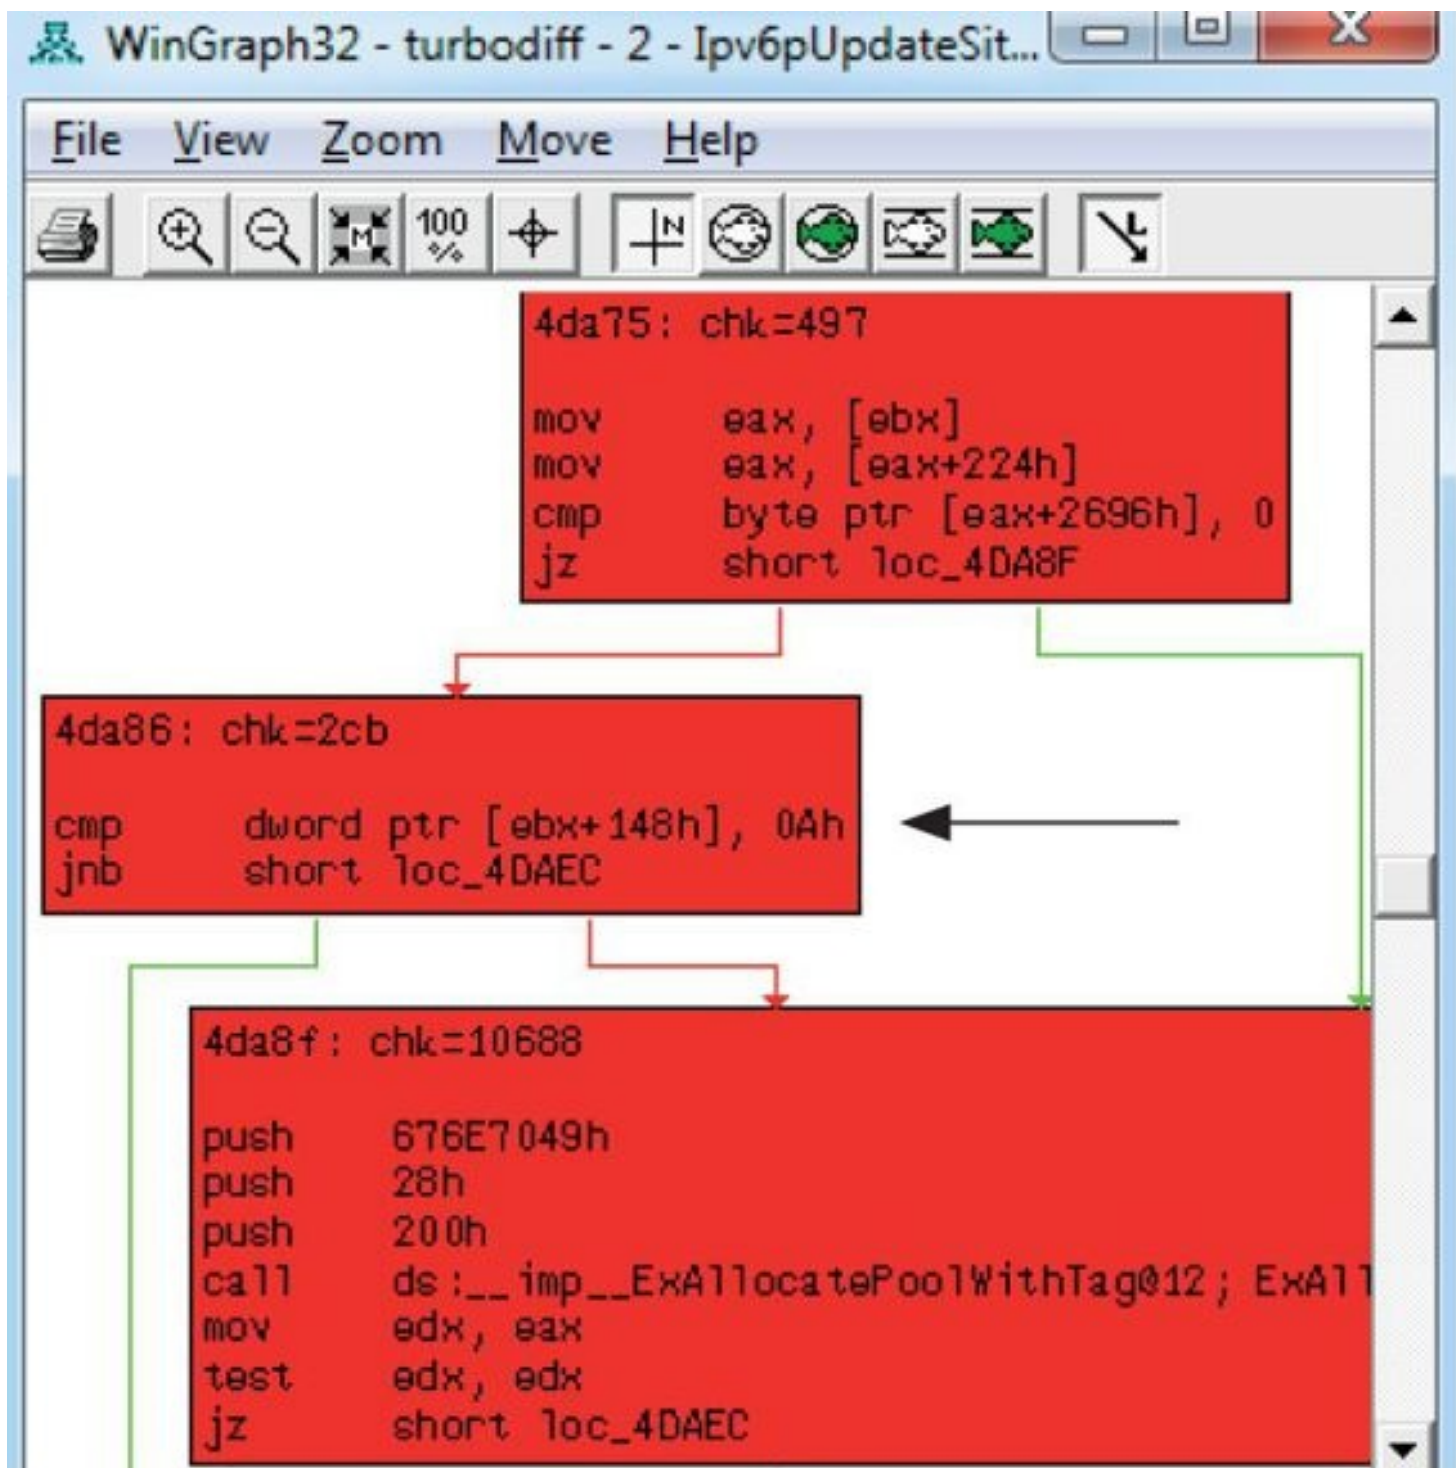 WinGraph32 - turbodiff - 2 - Ipv6pUpdateSit...
File View Zoom Move Help
100 % N L
M
4da75: chk=497
mov eax, [ebx]
mov eax, [eax+224h]
cmp byte ptr [eax+2696h], 0
jz short loc_4DA8F
4da86: chk=2cb
cmp dword ptr [ebx+148h], 0Ah
jnb short loc_4DAEC
4da8f: chk=10688
push 676E7049h
push 28h
push 200h
call ds:__imp__ExAllocatePoolWithTag@12; ExAll
mov edx, eax
test edx, edx
jz short loc_4DAEC